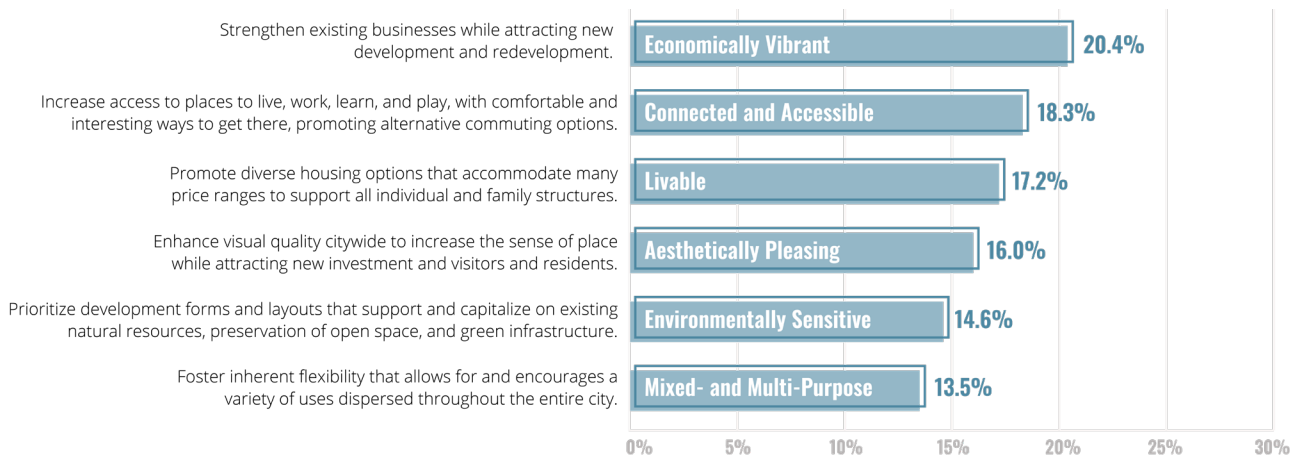 Strengthen existing businesses while attracting new
development and redevelopment.
Economically Vibrant
20.4%
Increase access to places to live, work, learn, and play, with comfortable and
interesting ways to get there, promoting alternative commuting options.
Connected and Accessible
18.3%
Promote diverse housing options that accommodate many
price ranges to support all individual and family structures.
Livable
17.2%
Enhance visual quality citywide to increase the sense of place
while attracting new investment and visitors and residents.
Aesthetically Pleasing
16.0%
Prioritize development forms and layouts that support and capitalize on existing
natural resources, preservation of open space, and green infrastructure.
Environmentally Sensitive
14.6%
Foster inherent flexibility that allows for and encourages a
variety of uses dispersed throughout the entire city.
Mixed- and Multi-Purpose
13.5%
0% 5% 10% 15% 20% 25% 30%